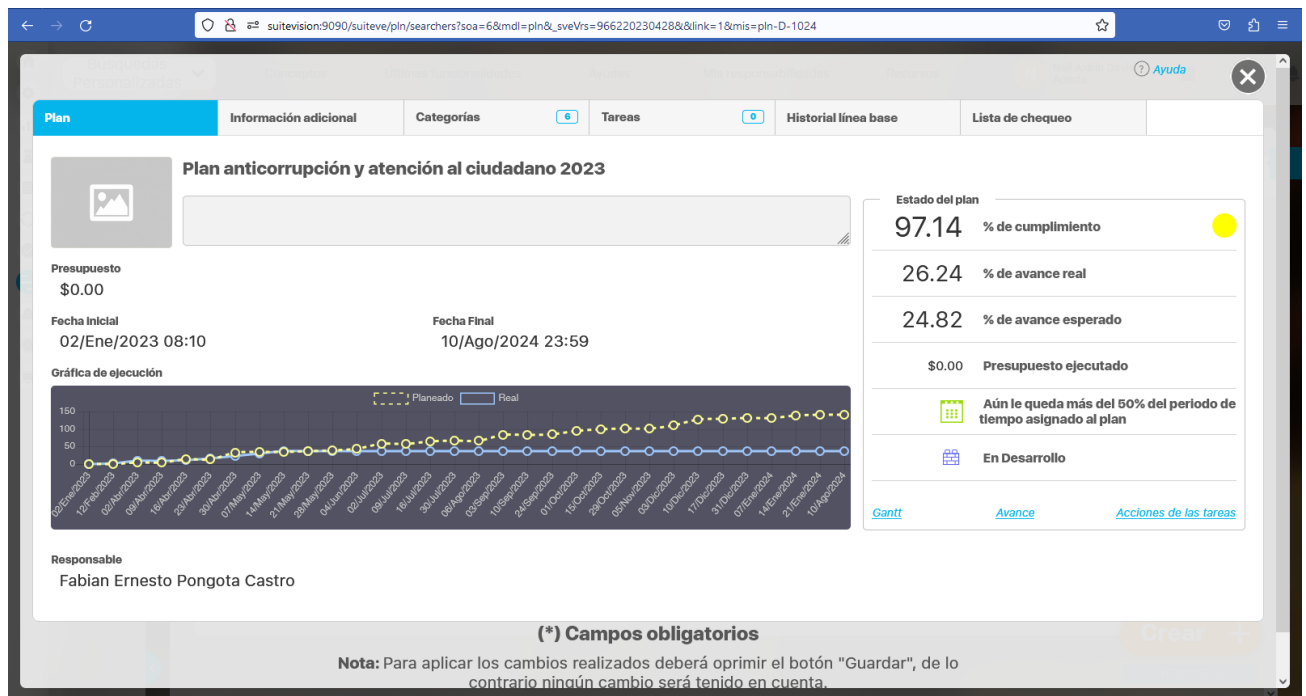 suitevision:9090/suiteve/pln/searchers?soa=6&mdl=pln&_sveVrs=966220230428&&link=1&mis=pln-D-1024
Búsquedas
Personalizadas
? Ayuda
Plan
Información adicional
Categorías 6
Tareas 0
Historial línea base
Lista de chequeo
Plan anticorrupción y atención al ciudadano 2023
Presupuesto
$0.00
Fecha Inicial
02/Ene/2023 08:10
Fecha Final
10/Ago/2024 23:59
Gráfica de ejecución
Planeado Real
150
100
50
0
02/Ene/2023 12/Feb/2023 02/Abr/2023 09/Abr/2023 16/Abr/2023 23/Abr/2023 30/Abr/2023 07/May/2023 14/May/2023 21/May/2023 28/May/2023 04/Jun/2023 02/Jul/2023 09/Jul/2023 16/Jul/2023 30/Jul/2023 06/Ago/2023 03/Sep/2023 10/Sep/2023 24/Sep/2023 01/Oct/2023 15/Oct/2023 29/Oct/2023 05/Nov/2023 03/Dic/2023 10/Dic/2023 17/Dic/2023 31/Dic/2023 07/Ene/2024 14/Ene/2024 21/Ene/2024 10/Ago/2024
Responsable
Fabian Ernesto Pongota Castro
Estado del plan
97.14 % de cumplimiento
26.24 % de avance real
24.82 % de avance esperado
$0.00 Presupuesto ejecutado
Aún le queda más del 50% del periodo de
tiempo asignado al plan
En Desarrollo
Gantt Avance Acciones de las tareas
Crear +
(*) Campos obligatorios
Nota: Para aplicar los cambios realizados deberá oprimir el botón "Guardar", de lo
contrario ningún cambio será tenido en cuenta.